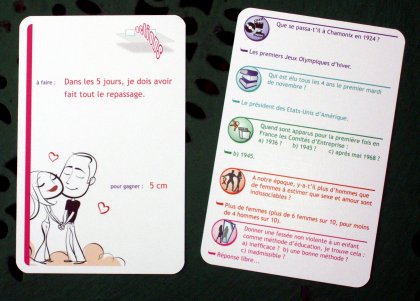 à faire : Dans les 5 jours, je dois avoir
fait tout le repassage.
pour gagner : 5 cm
Que se passa-t'il à Chamonix en 1924 ?
Les premiers Jeux Olympiques d'hiver.
Qui est élu tous les 4 ans le premier mardi
de novembre ?
Le président des Etats-Unis d'Amérique.
Quand sont apparus pour la première fois en
France les Comités d'Entreprise :
a) 1936 ? b) 1945 ? c) après mai 1968 ?
b) 1945.
A notre époque, y-a-t'il plus d'hommes que
de femmes à estimer que sexe et amour sont
indissociables ?
Plus de femmes (plus de 6 femmes sur 10, pour moins
de 4 hommes sur 10).
Donner une fessée non violente à un enfant
comme méthode d'éducation, je trouve cela :
a) inefficace ? b) une bonne méthode ?
c) inadmissible ?
Réponse libre...